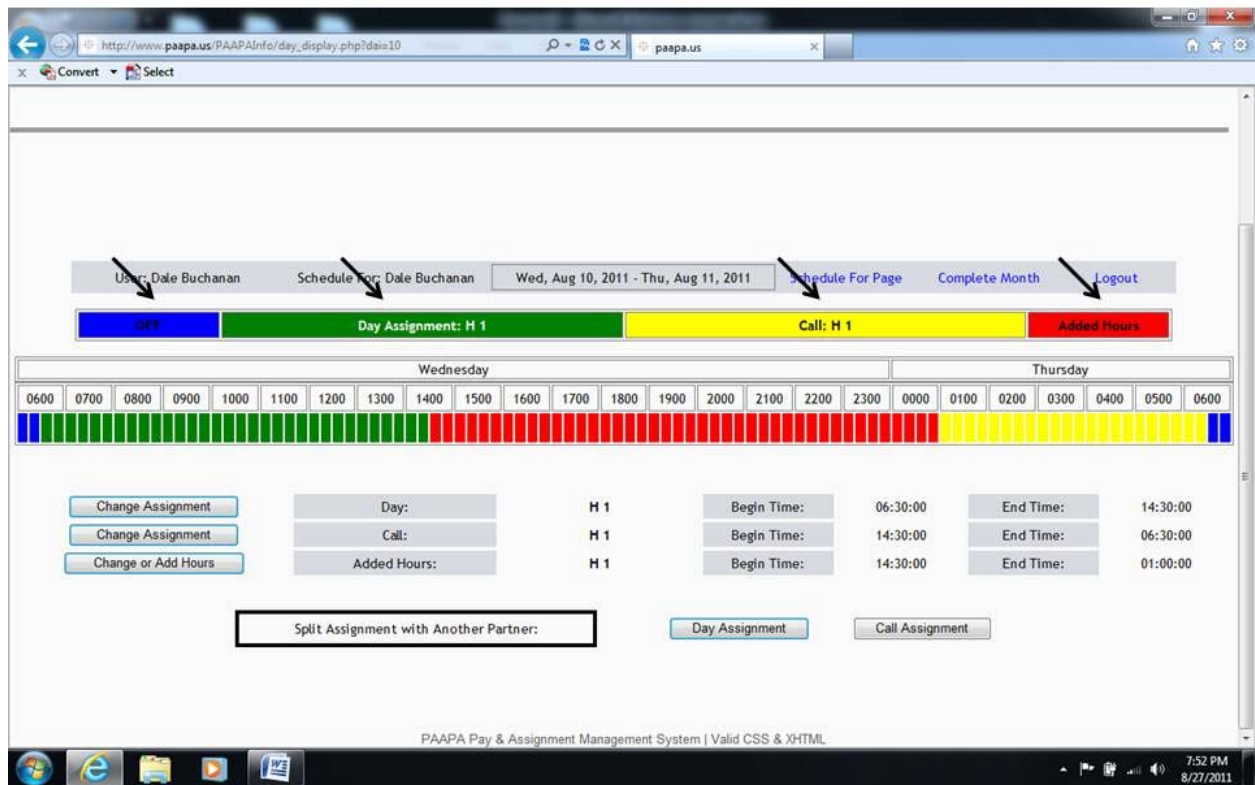 http://www.paapa.us/PAAPAInfo/day_display.php?dai=10
paapa.us
x Convert Select
User: Dale Buchanan Schedule For: Dale Buchanan Wed, Aug 10, 2011 - Thu, Aug 11, 2011 Schedule For Page Complete Month Logout
OFF Day Assignment: H 1 Call: H 1 Added Hours
Wednesday Thursday
0600 0700 0800 0900 1000 1100 1200 1300 1400 1500 1600 1700 1800 1900 2000 2100 2200 2300 0000 0100 0200 0300 0400 0500 0600
Change Assignment Day: H 1 Begin Time: 06:30:00 End Time: 14:30:00
Change Assignment Call: H 1 Begin Time: 14:30:00 End Time: 06:30:00
Change or Add Hours Added Hours: H 1 Begin Time: 14:30:00 End Time: 01:00:00
Split Assignment with Another Partner: Day Assignment Call Assignment
PAAPA Pay & Assignment Management System | Valid CSS & XHTML
7:52 PM
8/27/2011